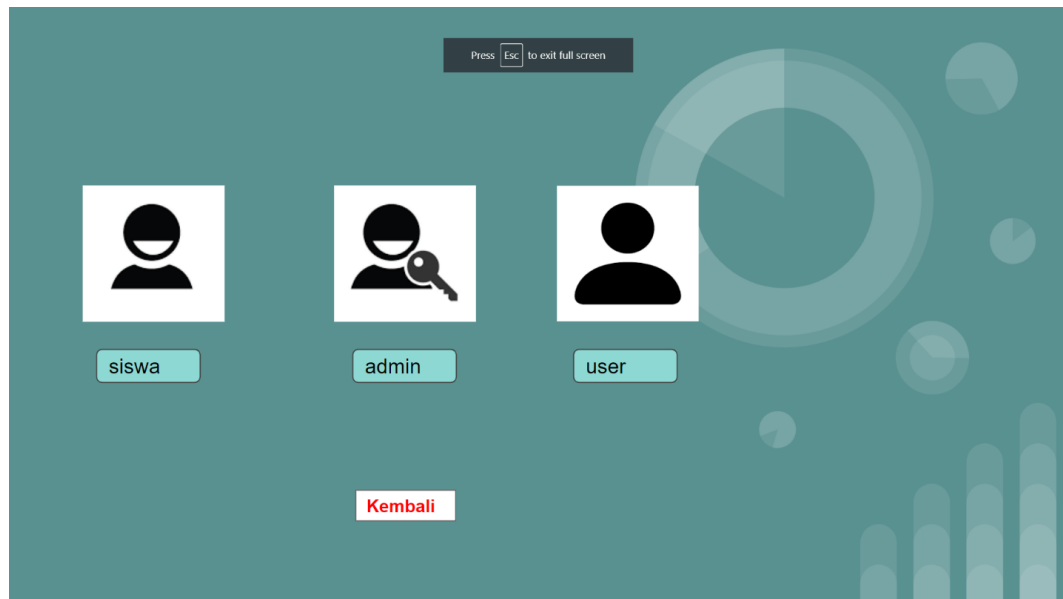 Press Esc to exit full screen
siswa
admin
user
Kembali